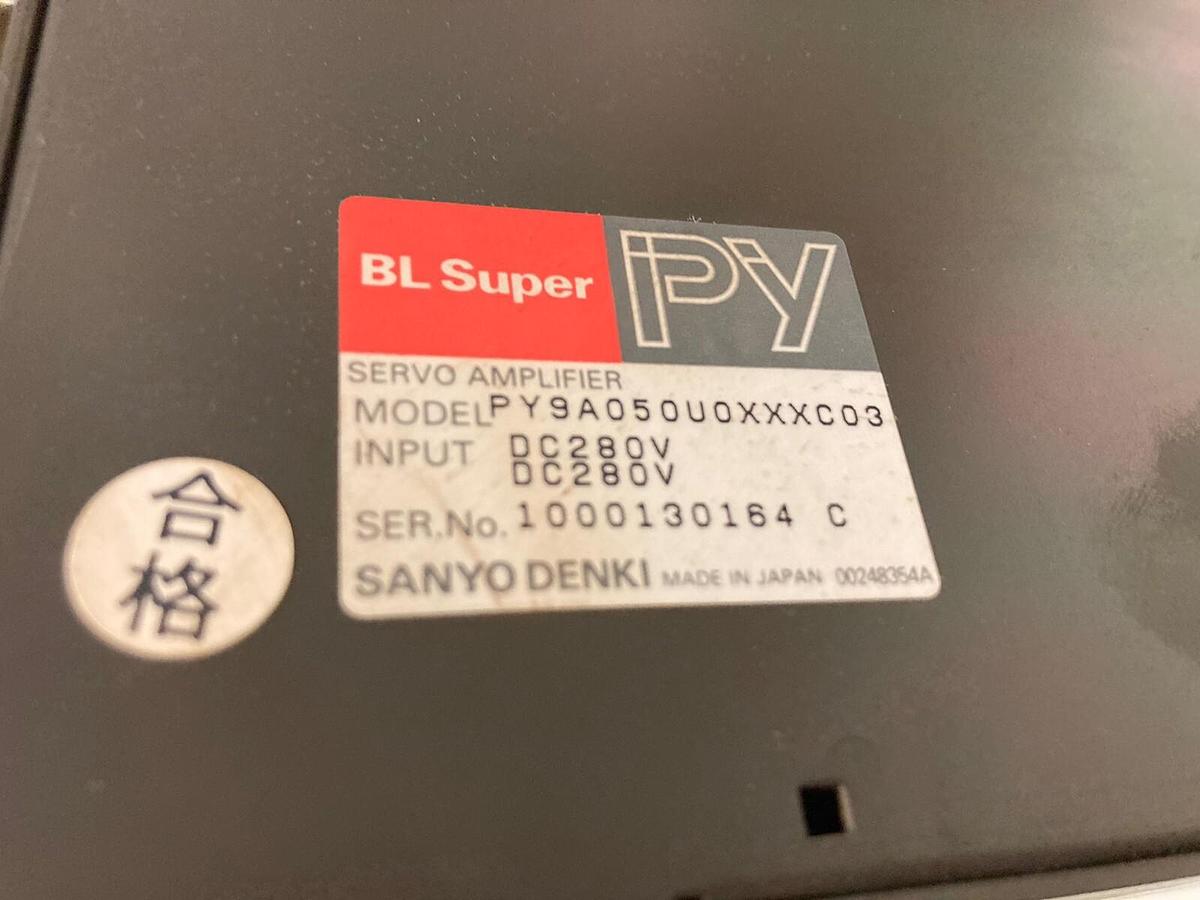 BL Super
PY
SERVO AMPLIFIER
MODEL PY9A050U0XXXC03
INPUT DC280V
DC280V
SER.No. 1000130164 C
SANYO DENKI MADE IN JAPAN 00248354A
合格